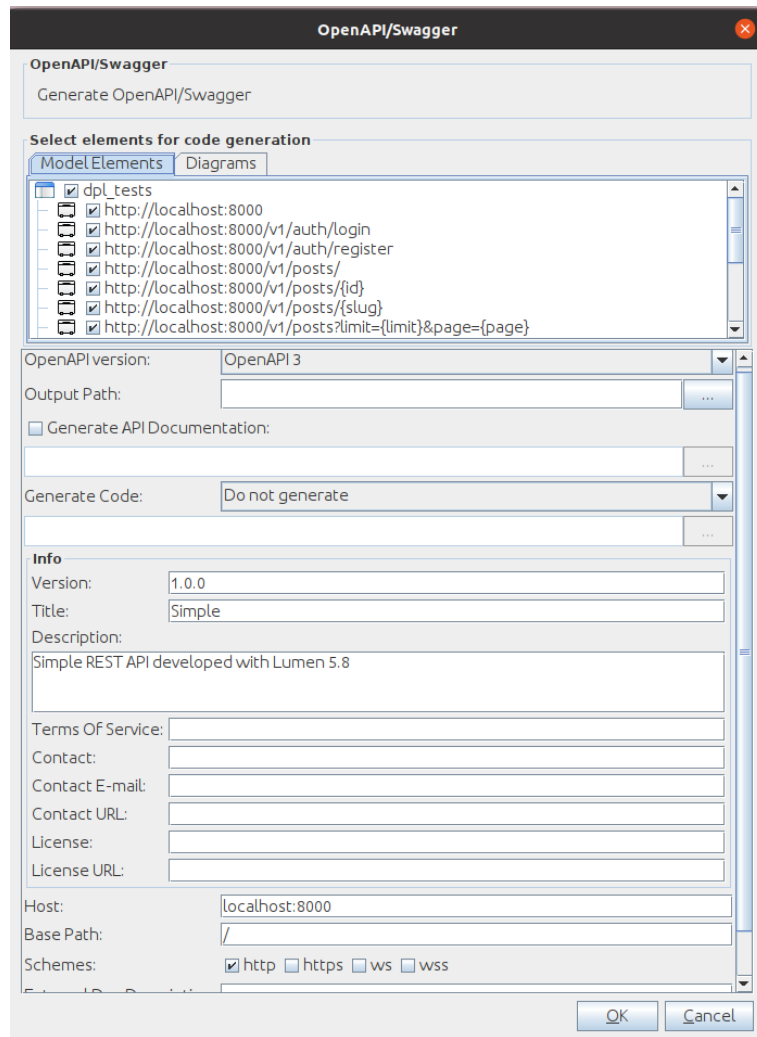 OpenAPI/Swagger
OpenAPI/Swagger
Generate OpenAPI/Swagger
Select elements for code generation
Model Elements Diagrams
dpl_tests
http://localhost:8000
http://localhost:8000/v1/auth/login
http://localhost:8000/v1/auth/register
http://localhost:8000/v1/posts/
http://localhost:8000/v1/posts/{id}
http://localhost:8000/v1/posts/{slug}
http://localhost:8000/v1/posts?limit={limit}&page={page}
OpenAPI version: OpenAPI 3
Output Path: ...
Generate API Documentation:
...
Generate Code: Do not generate
...
Info
Version: 1.0.0
Title: Simple
Description:
Simple REST API developed with Lumen 5.8
Terms Of Service:
Contact:
Contact E-mail:
Contact URL:
License:
License URL:
Host: localhost:8000
Base Path: /
Schemes: http https ws wss
OK Cancel